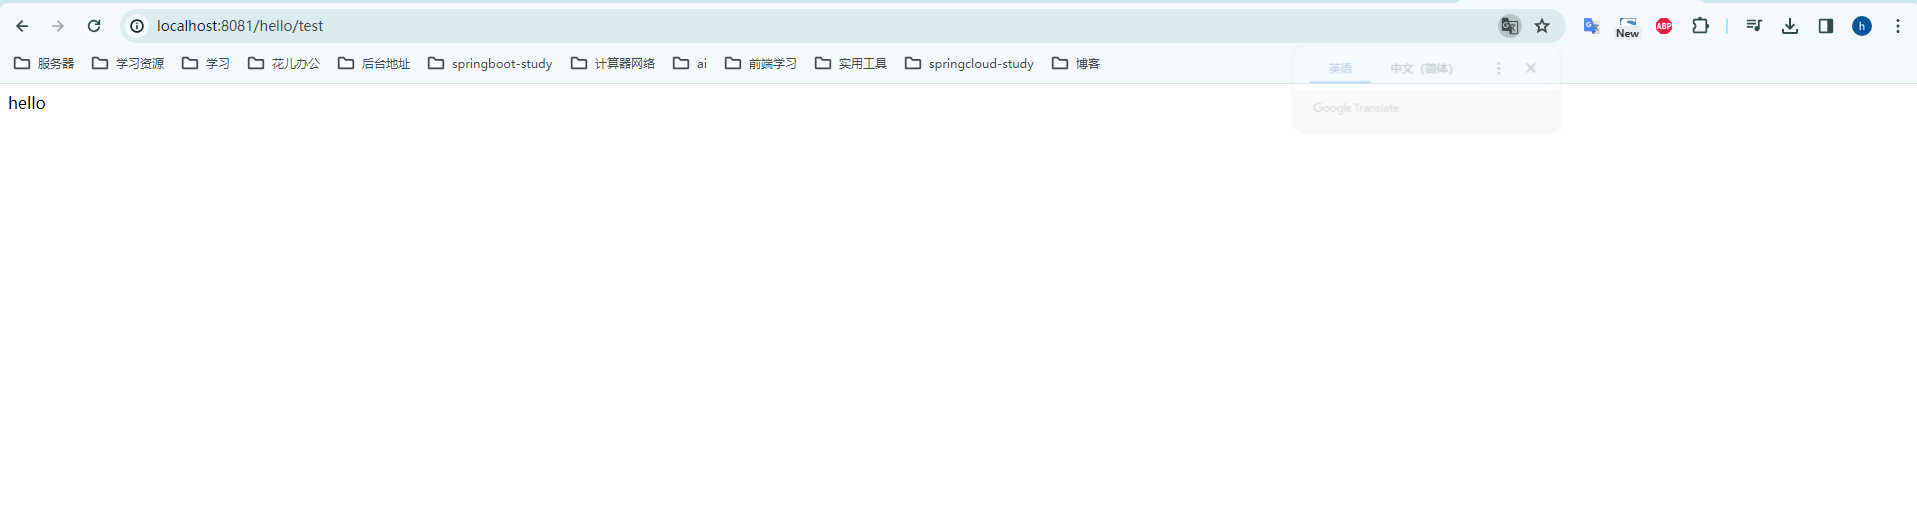 localhost:8081/hello/test
New
ABP
h
服务器 学习资源 学习 花儿办公 后台地址 springboot-study 计算器网络 ai 前端学习 实用工具 springcloud-study 博客
英语 中文（简体）
Google Translate
hello